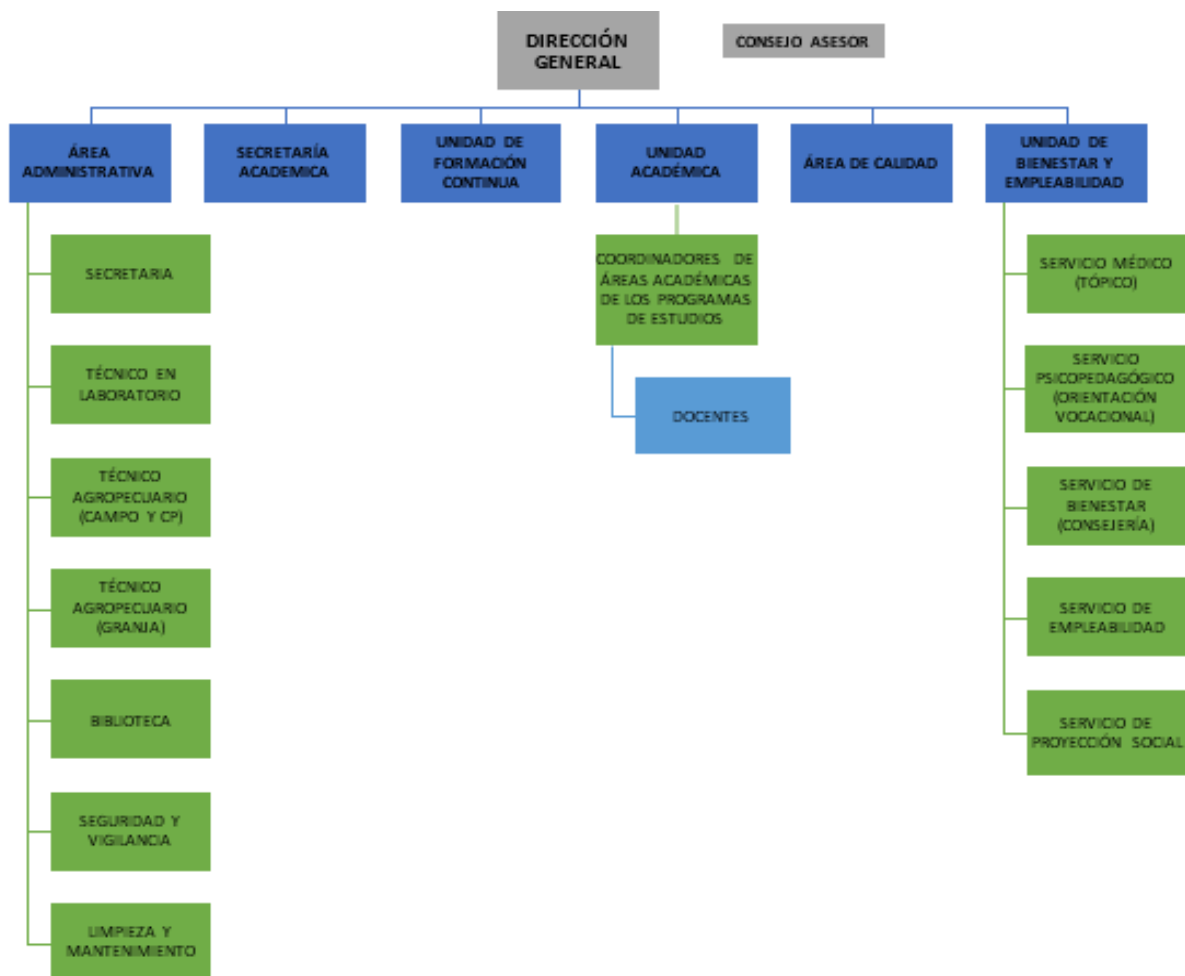 DIRECCIÓN
GENERAL
CONSEJO ASESOR
ÁREA
ADMINISTRATIVA
SECRETARÍA
ACADEMICA
UNIDAD DE
FORMACIÓN
CONTINUA
UNIDAD
ACADÉMICA
ÁREA DE CALIDAD
UNIDAD DE
BIENESTAR Y
EMPLEABILIDAD
SECRETARIA
TÉCNICO EN
LABORATORIO
TÉCNICO
AGROPECUARIO
(CAMPO Y CP)
TÉCNICO
AGROPECUARIO
(GRANJA)
BIBLIOTECA
SEGURIDAD Y
VIGILANCIA
LIMPIEZA Y
MANTENIMIENTO
COORDINADORES DE
ÁREAS ACADÉMICAS
DE LOS PROGRAMAS
DE ESTUDIOS
DOCENTES
SERVICIO MÉDICO
(TÓPICO)
SERVICIO
PSICOPEDAGÓGICO
(ORIENTACIÓN
VOCACIONAL)
SERVICIO DE
BIENESTAR
(CONSEJERÍA)
SERVICIO DE
EMPLEABILIDAD
SERVICIO DE
PROYECCIÓN SOCIAL